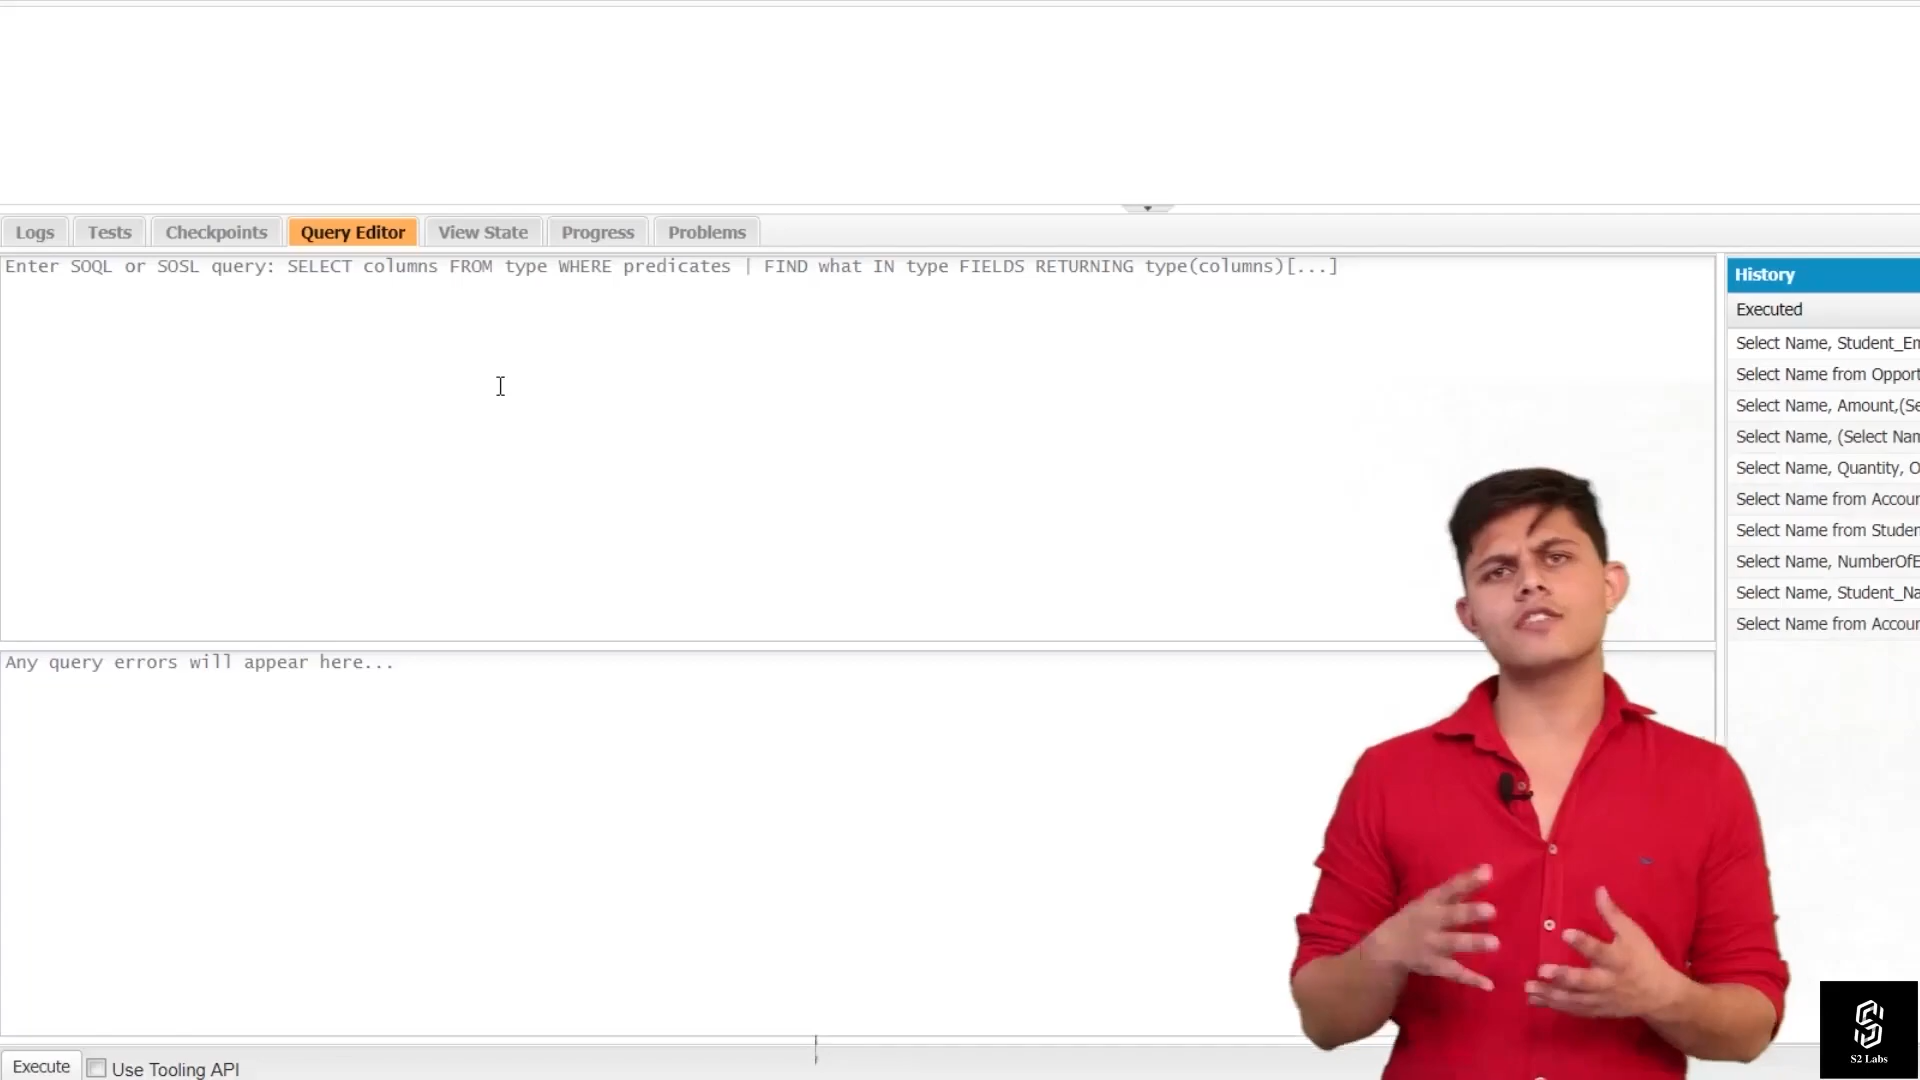 Logs
Tests
Checkpoints
Query Editor
View State
Progress
Problems
Enter SOQL or SOSL query: SELECT columns FROM type WHERE predicates | FIND what IN type FIELDS RETURNING type(columns)[...]
History
Executed
Select Name, Student_Em
Select Name from Opport
Select Name, Amount,(Se
Select Name, (Select Nam
Select Name, Quantity, O
Select Name from Accour
Select Name from Studen
Select Name, NumberOfE
Select Name, Student_Na
Select Name from Accour
Any query errors will appear here...
Execute
Use Tooling API
S2 Labs